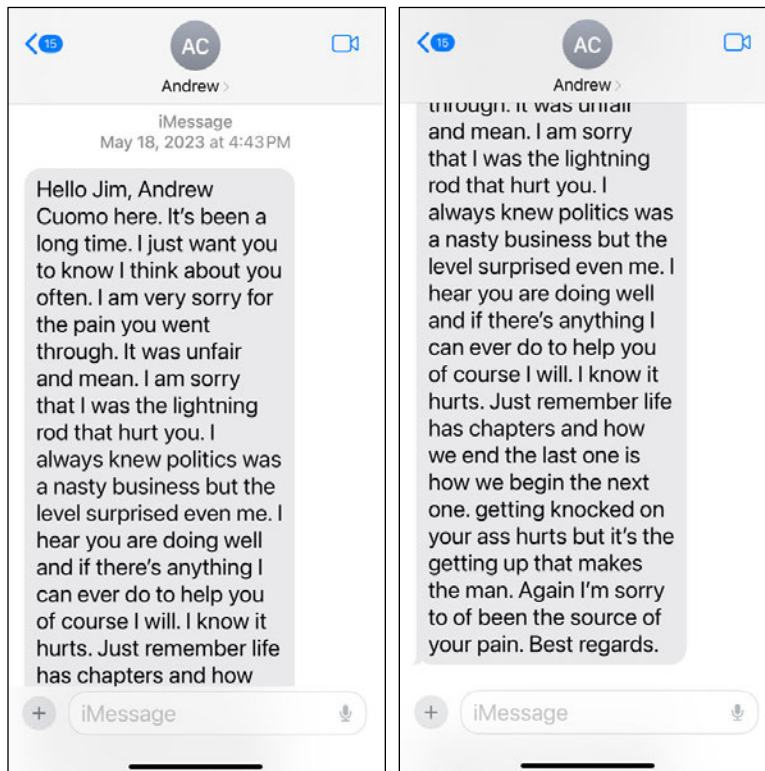 15
AC
Andrew >
iMessage
May 18, 2023 at 4:43 PM
Hello Jim, Andrew
Cuomo here. It's been a
long time. I just want you
to know I think about you
often. I am very sorry for
the pain you went
through. It was unfair
and mean. I am sorry
that I was the lightning
rod that hurt you. I
always knew politics was
a nasty business but the
level surprised even me. I
hear you are doing well
and if there's anything I
can ever do to help you
of course I will. I know it
hurts. Just remember life
has chapters and how
+
iMessage
15
AC
Andrew >
through. It was unfair
and mean. I am sorry
that I was the lightning
rod that hurt you. I
always knew politics was
a nasty business but the
level surprised even me. I
hear you are doing well
and if there's anything I
can ever do to help you
of course I will. I know it
hurts. Just remember life
has chapters and how
we end the last one is
how we begin the next
one. getting knocked on
your ass hurts but it's the
getting up that makes
the man. Again I'm sorry
to of been the source of
your pain. Best regards.
+
iMessage